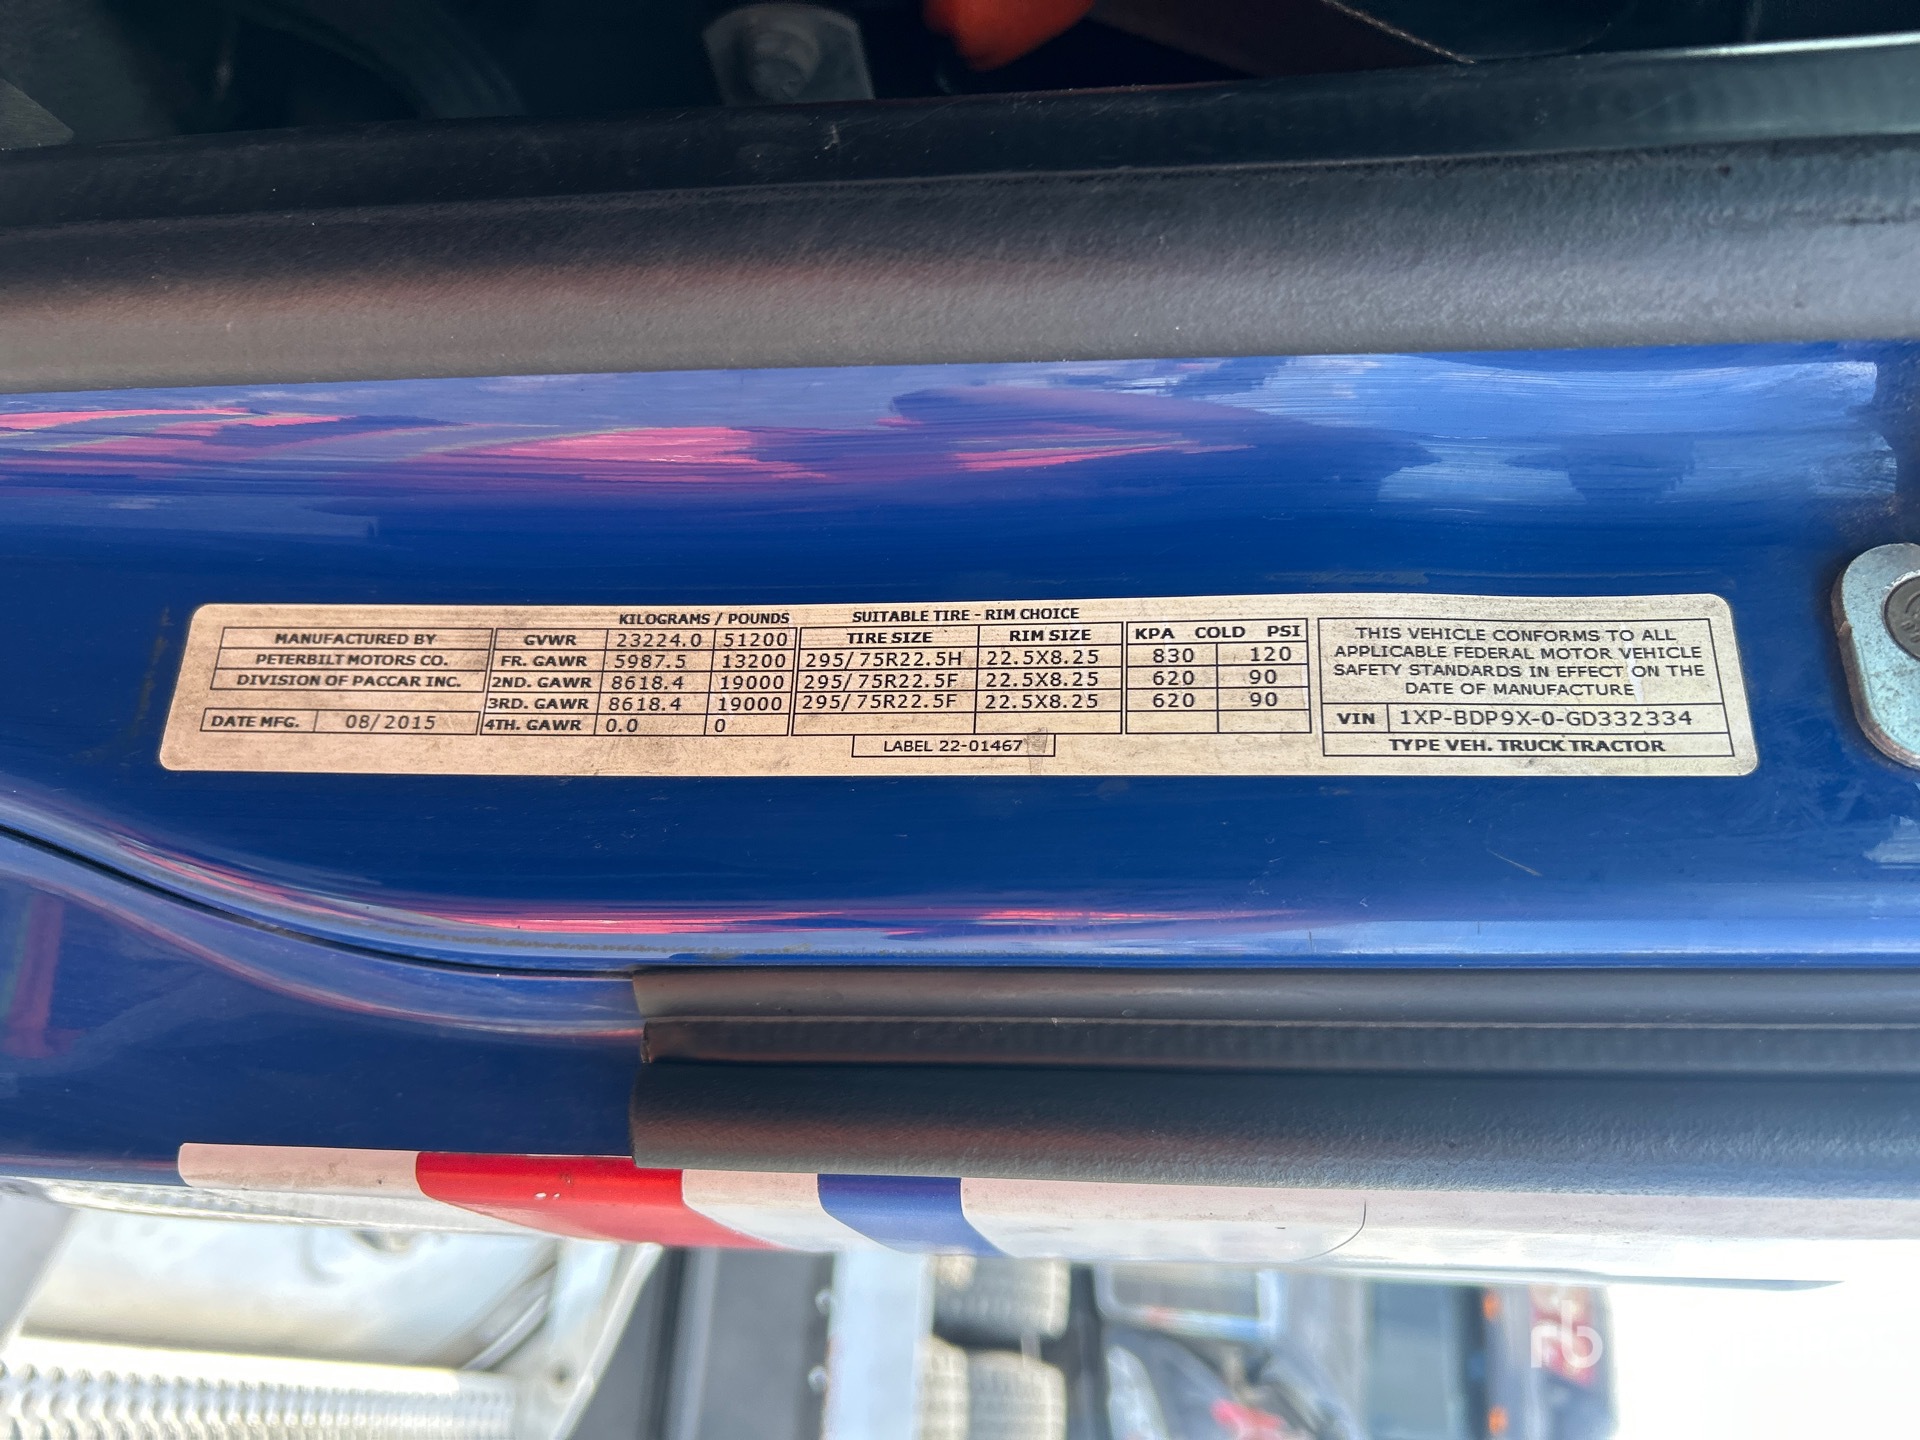 KILOGRAMS / POUNDS SUITABLE TIRE - RIM CHOICE
MANUFACTURED BY GVWR 23224.0 51200 TIRE SIZE RIM SIZE KPA COLD PSI
PETERBILT MOTORS CO. FR. GAWR 5987.5 13200 295/75R22.5H 22.5X8.25 830 120
DIVISION OF PACCAR INC. 2ND. GAWR 8618.4 19000 295/75R22.5F 22.5X8.25 620 90
3RD. GAWR 8618.4 19000 295/75R22.5F 22.5X8.25 620 90
DATE MFG. 08/2015 4TH. GAWR 0.0 0
LABEL 22-01467
THIS VEHICLE CONFORMS TO ALL
APPLICABLE FEDERAL MOTOR VEHICLE
SAFETY STANDARDS IN EFFECT ON THE
DATE OF MANUFACTURE
VIN 1XP-BDP9X-0-GD332334
TYPE VEH. TRUCK TRACTOR
rb